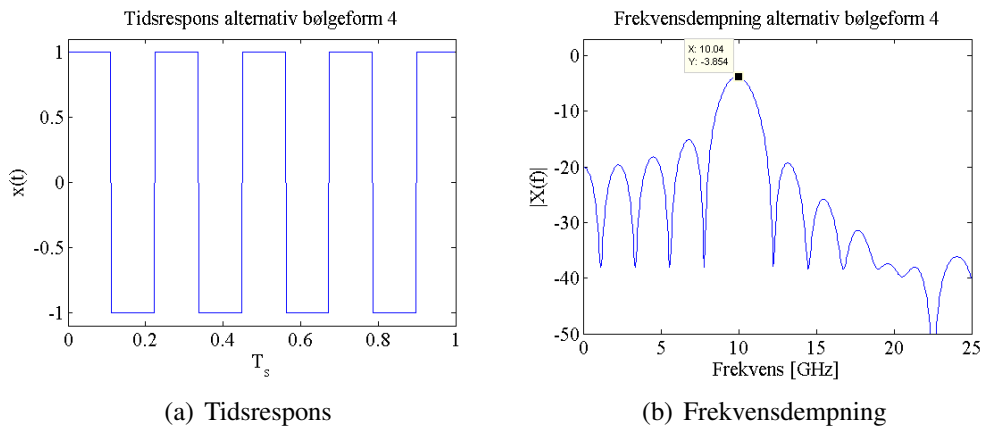 Tidsrespons alternativ bølgeform 4
1
0.5
0
-0.5
-1
x(t)
0 0.2 0.4 0.6 0.8 1
T_s
(a) Tidsrespons
Frekvensdempning alternativ bølgeform 4
X: 10.04
Y: -3.854
0
-10
-20
-30
-40
-50
|X(f)|
0 5 10 15 20 25
Frekvens [GHz]
(b) Frekvensdempning